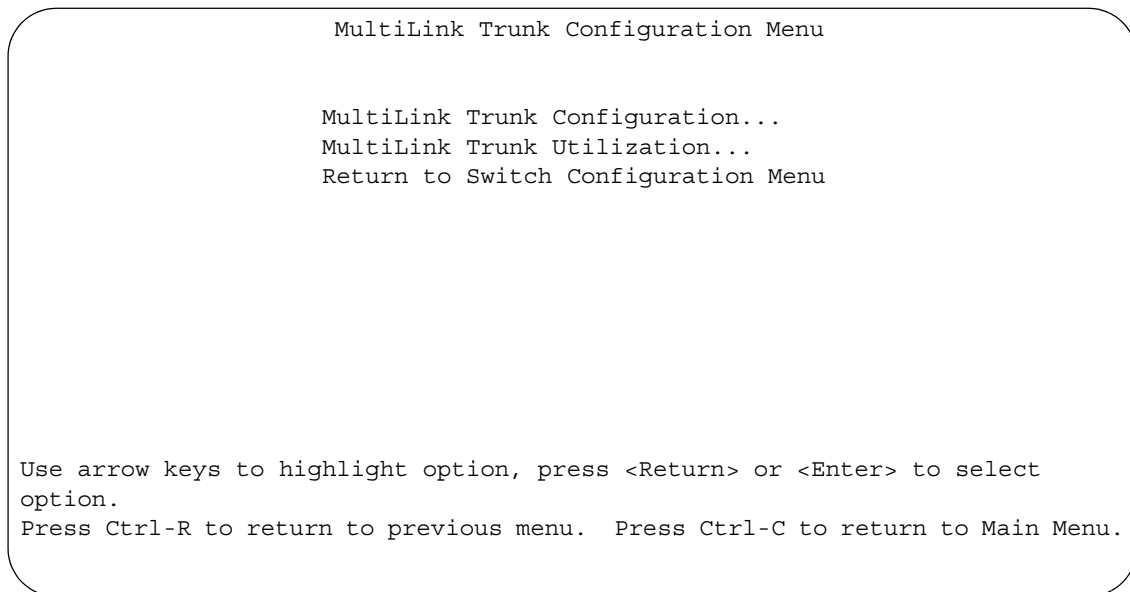 MultiLink Trunk Configuration Menu
MultiLink Trunk Configuration...
MultiLink Trunk Utilization...
Return to Switch Configuration Menu
Use arrow keys to highlight option, press <Return> or <Enter> to select
option.
Press Ctrl-R to return to previous menu.  Press Ctrl-C to return to Main Menu.